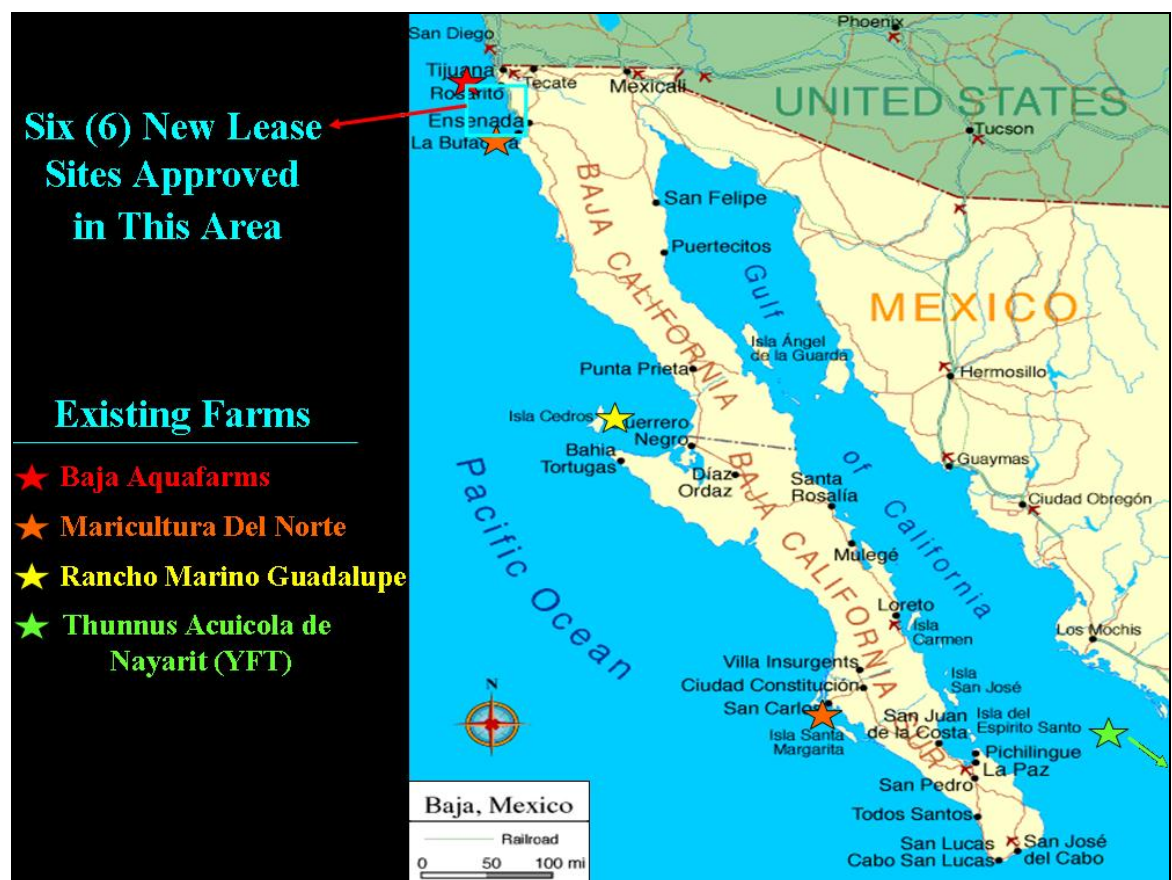 Six (6) New Lease
Sites Approved
in This Area
Existing Farms
Baja Aquafarms
Maricultura Del Norte
Rancho Marino Guadalupe
Thunnus Acuicola de
Nayarit (YFT)
San Diego
Phoenix
Tijuana
Tecate
Mexicali
UNITED STATES
Rosarito
Tucson
Ensenada
La Bufadora
San Felipe
Puertecitos
BAJA CALIFORNIA
Gulf
of California
MEXICO
Isla Ángel
de la Guarda
Punta Prieta
Hermosillo
Isla Cedros
Guerrero
Negro
Bahia
Tortugas
Díaz
Ordaz
Santa
Rosalía
Guaymas
Ciudad Obregón
Pacific Ocean
BAJA CALIFORNIA SUR
Mulegé
Loreto
Isla
Carmen
Los Mochis
Villa Insurgents
Ciudad Constitución
San Carlos
Isla
San José
Isla Santa
Margarita
San Juan
de la Costa
Isla del
Espiritu Santo
Pichilingue
La Paz
San Pedro
Todos Santos
San Lucas
Cabo San Lucas
San José
del Cabo
N
Baja, Mexico
Railroad
0 50 100 mi